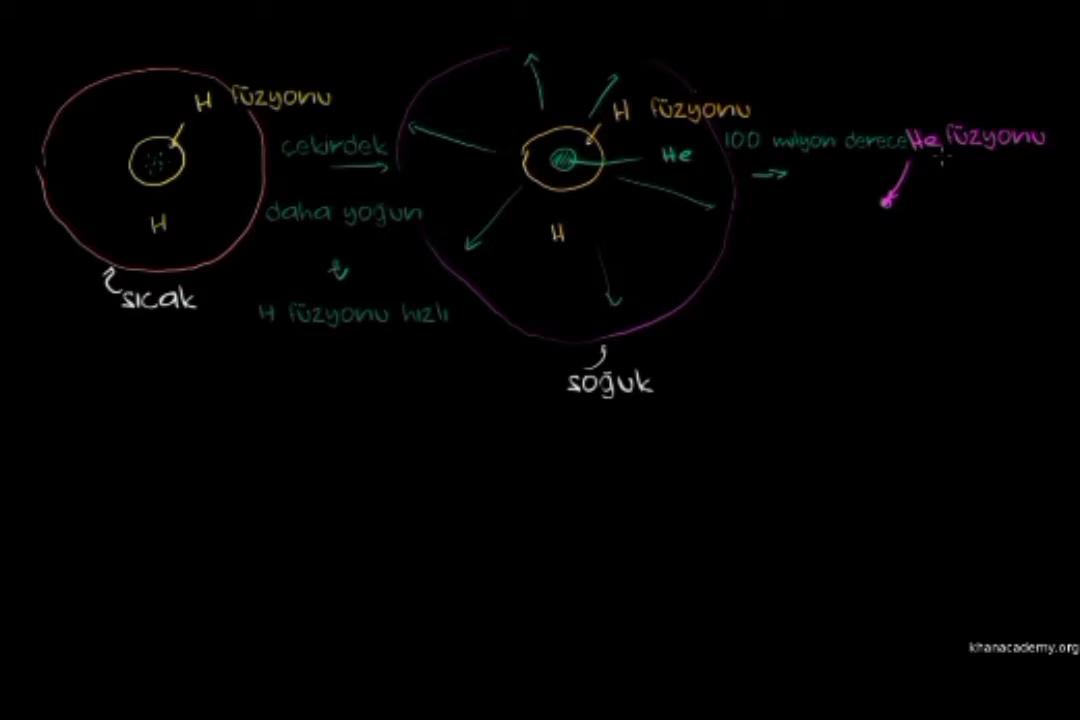 H füzyonu
H
sıcak
çekirdek
daha yoğun
H füzyonu hızlı
H füzyonu
He
H
soğuk
100 milyon derece
He füzyonu
khanacademy.org